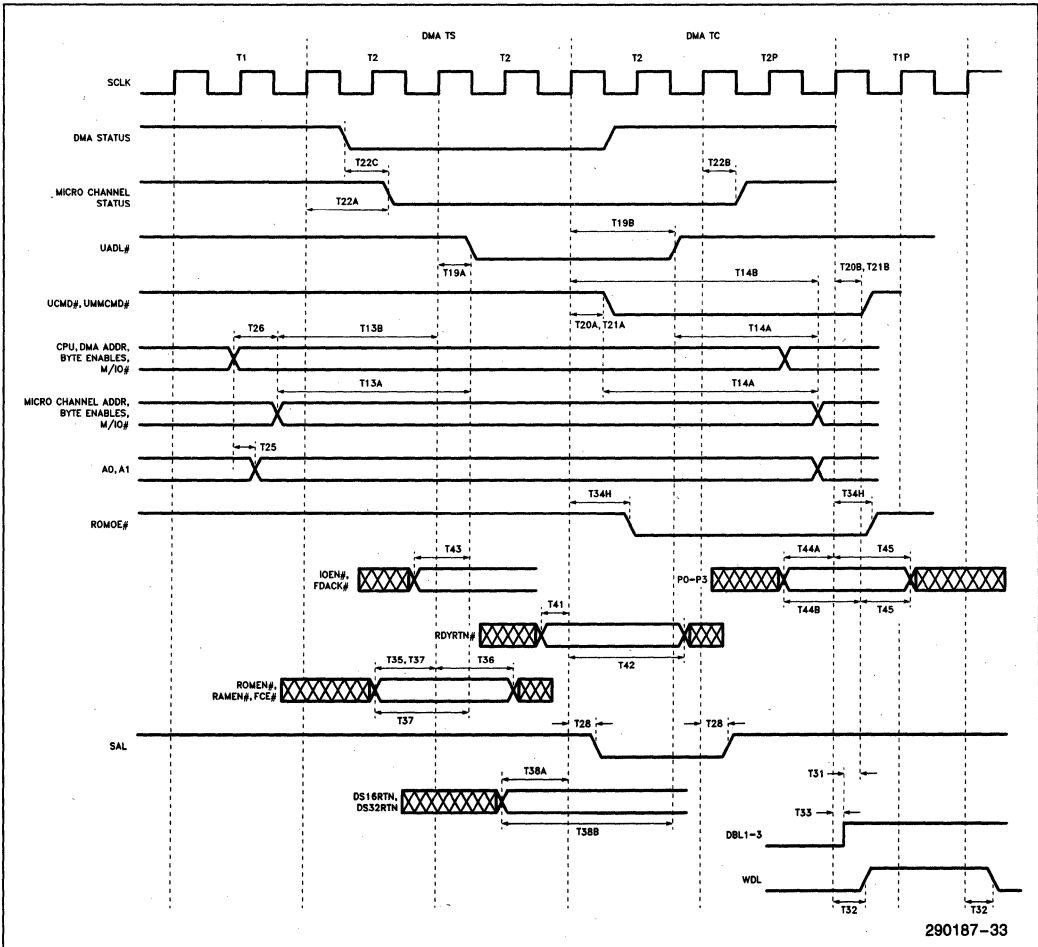 DMA TS DMA TC
T1 T2 T2 T2 T2P T1P
SCLK
DMA STATUS
T22C T22B
MICRO CHANNEL
STATUS
T22A
T19B
UADL#
T19A T14B T20B, T21B
UCMD#, UMMCMD#
T20A, T21A
T26 T13B T14A
CPU, DMA ADDR,
BYTE ENABLES,
M/IO#
T13A T14A
MICRO CHANNEL ADDR,
BYTE ENABLES,
M/IO#
T25
A0, A1
T34H T34H
ROMOE#
T43 T44A T45
IOEN#,
FDACK#
P0-P3
T44B T45
T41
RDYRTN#
T42
T35, T37 T36
ROMEN#,
RAMEN#, FCE#
T37
T28 T28
SAL
T38A T31
DS16RTN,
DS32RTN
T33
T38B
DBL1-3
WDL
T32 T32
290187-33